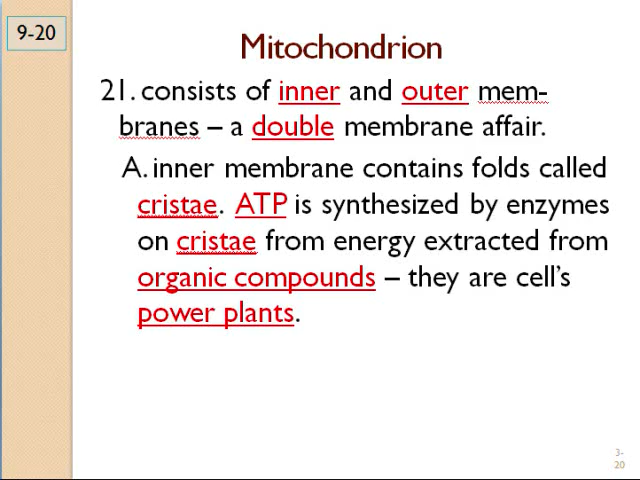 9-20
Mitochondrion
21. consists of inner and outer mem-
branes – a double membrane affair.
A. inner membrane contains folds called
cristae. ATP is synthesized by enzymes
on cristae from energy extracted from
organic compounds – they are cell's
power plants.
3-
20